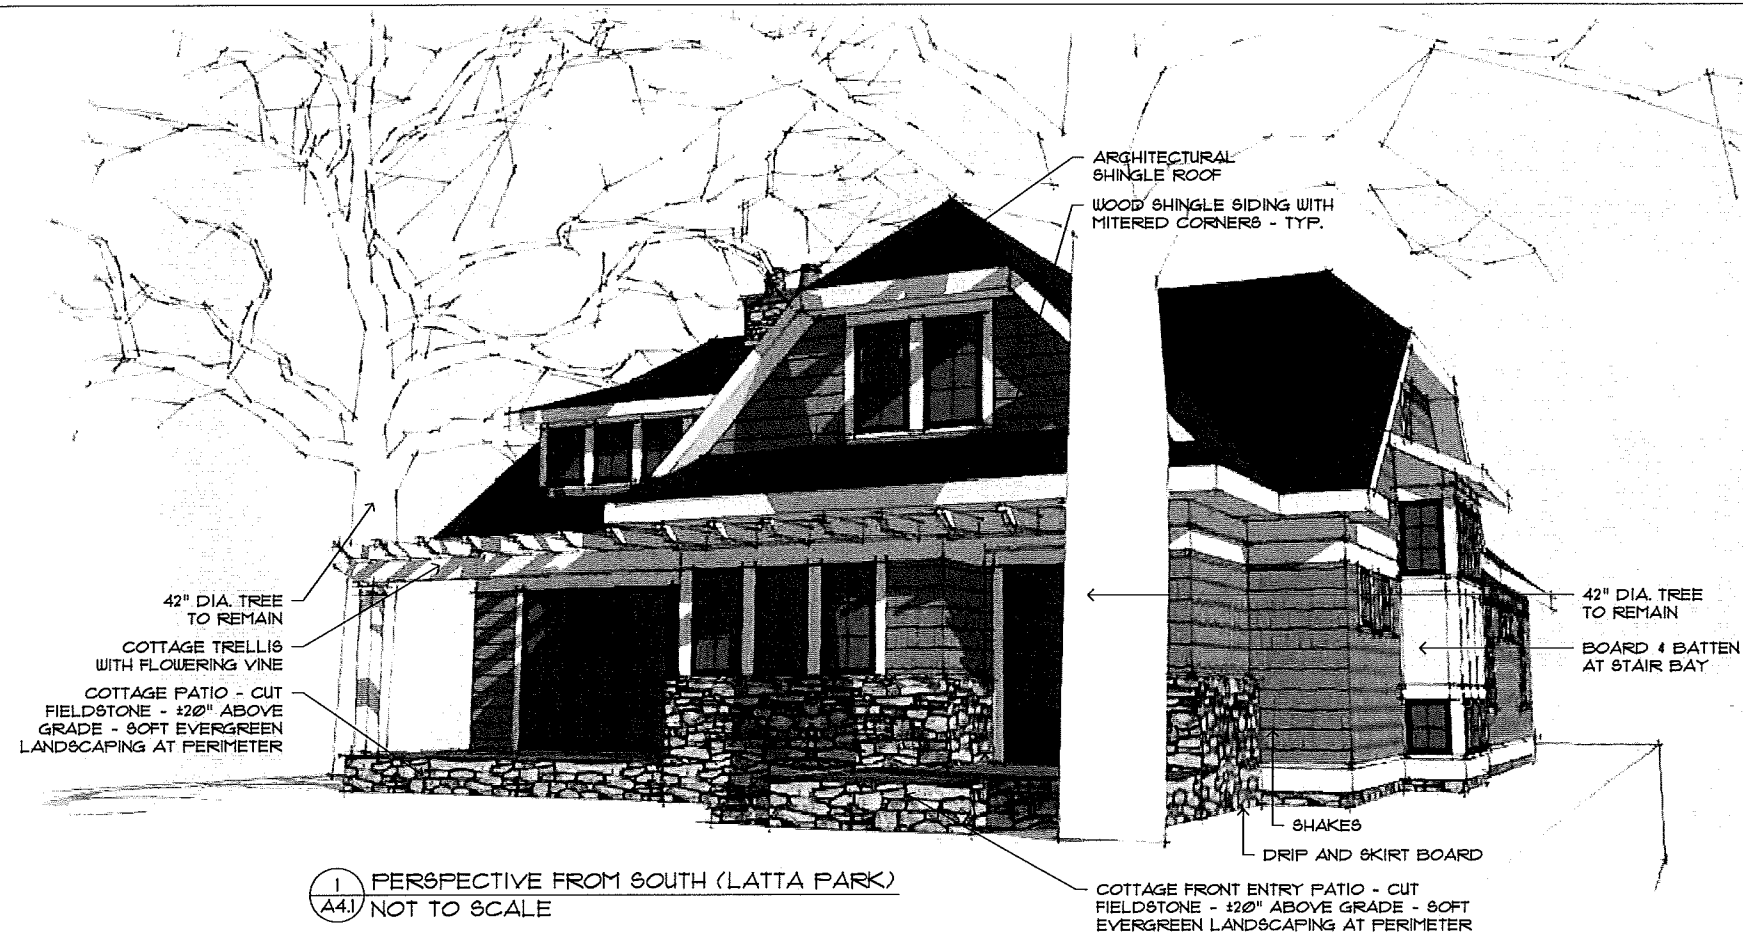 ARCHITECTURAL
SHINGLE ROOF
WOOD SHINGLE SIDING WITH
MITERED CORNERS - TYP.
42" DIA. TREE
TO REMAIN
COTTAGE TRELLIS
WITH FLOWERING VINE
COTTAGE PATIO - CUT
FIELDSTONE - ±20" ABOVE
GRADE - SOFT EVERGREEN
LANDSCAPING AT PERIMETER
42" DIA. TREE
TO REMAIN
BOARD & BATTEN
AT STAIR BAY
SHAKES
DRIP AND SKIRT BOARD
COTTAGE FRONT ENTRY PATIO - CUT
FIELDSTONE - ±20" ABOVE GRADE - SOFT
EVERGREEN LANDSCAPING AT PERIMETER
1
A4.1
PERSPECTIVE FROM SOUTH (LATTA PARK)
NOT TO SCALE